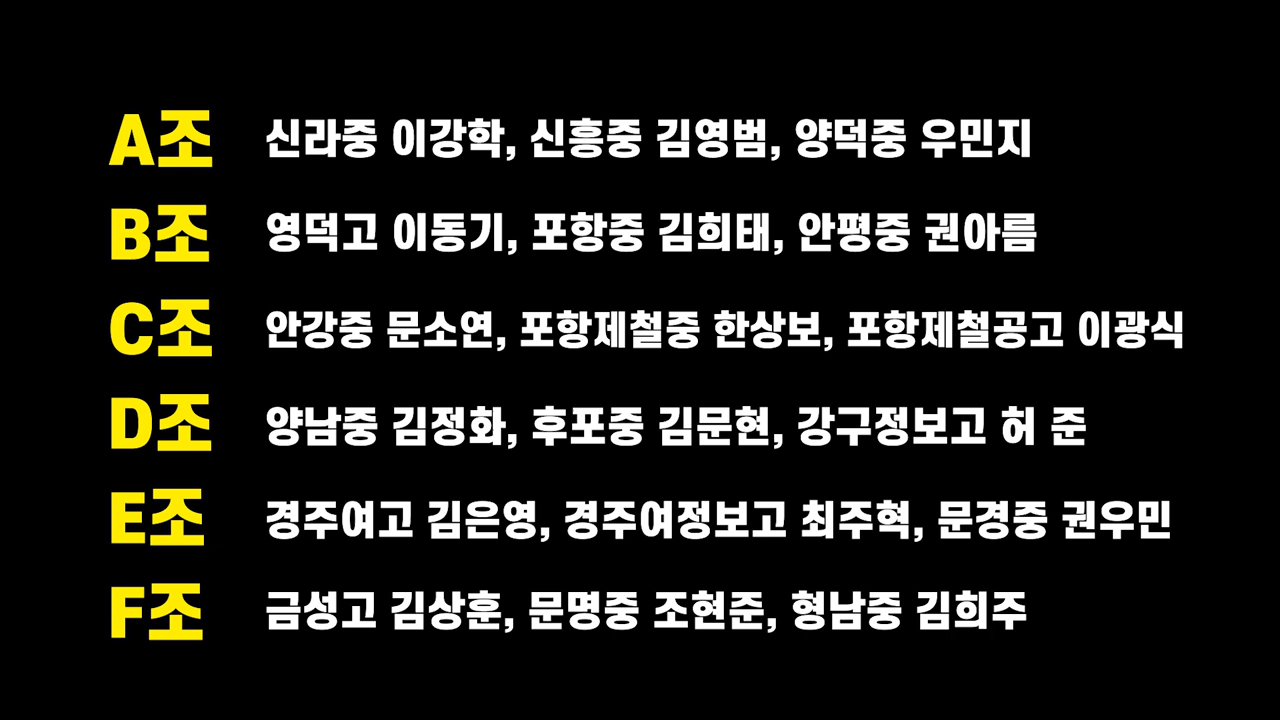 A조 신라중 이강학, 신흥중 김영범, 양덕중 우민지
B조 영덕고 이동기, 포항중 김희태, 안평중 권아름
C조 안강중 문소연, 포항제철중 한상보, 포항제철공고 이광식
D조 양남중 김정화, 후포중 김문현, 강구정보고 허 준
E조 경주여고 김은영, 경주여정보고 최주혁, 문경중 권우민
F조 금성고 김상훈, 문명중 조현준, 형남중 김희주